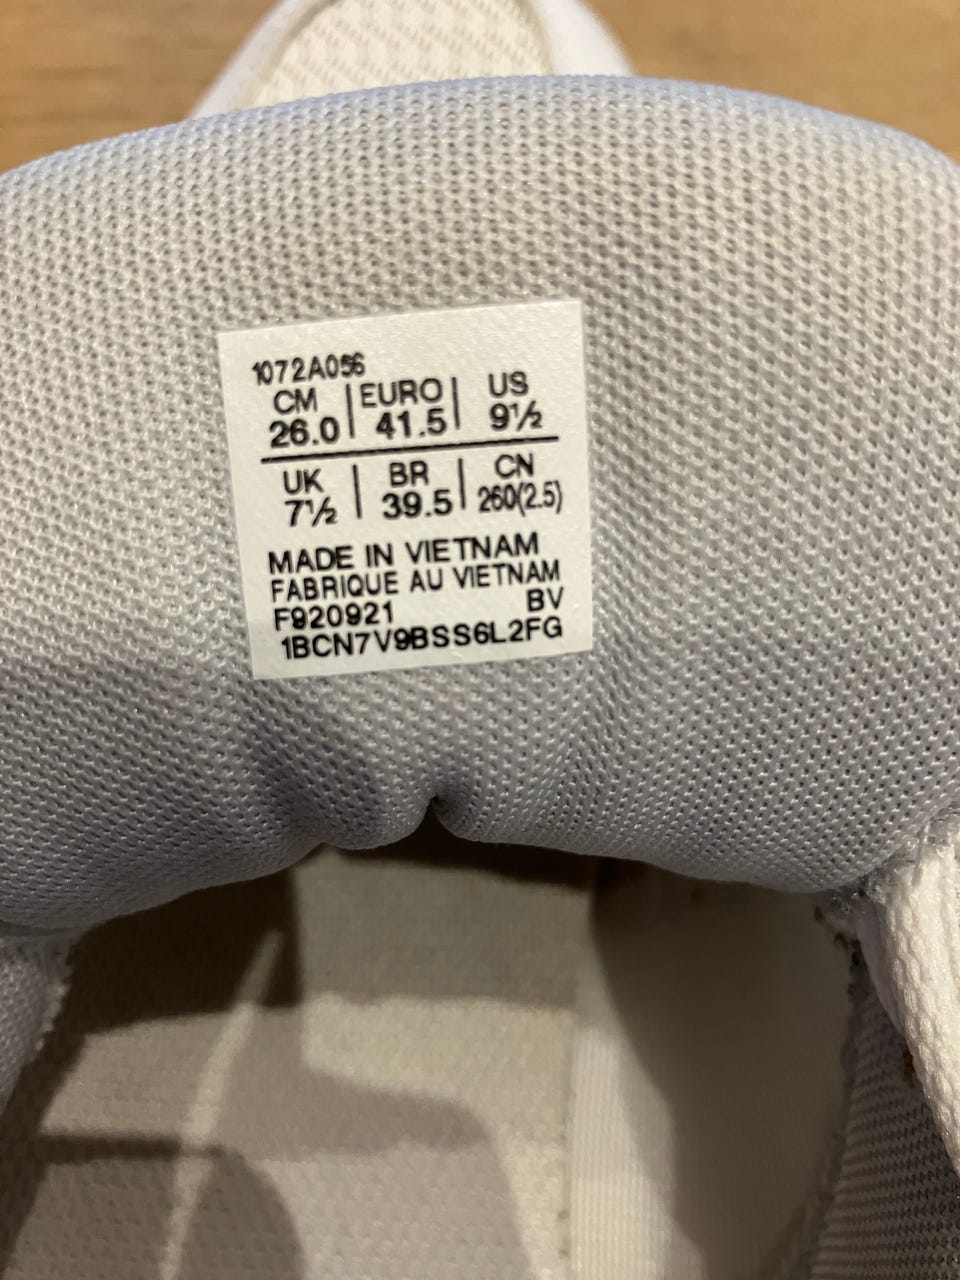 1072A056
CM | EURO | US
26.0 | 41.5 | 9½
UK | BR | CN
7½ | 39.5 | 260(2.5)
MADE IN VIETNAM
FABRIQUE AU VIETNAM
F920921 BV
1BCN7V9BSS6L2FG